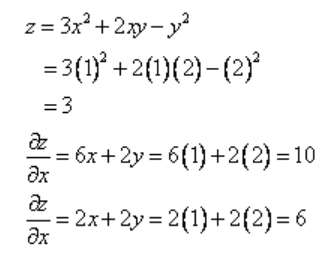 z = 3x² + 2xy − y²
= 3(1)² + 2(1)(2) − (2)²
= 3
∂z/∂x = 6x + 2y = 6(1) + 2(2) = 10
∂z/∂x = 2x + 2y = 2(1) + 2(2) = 6